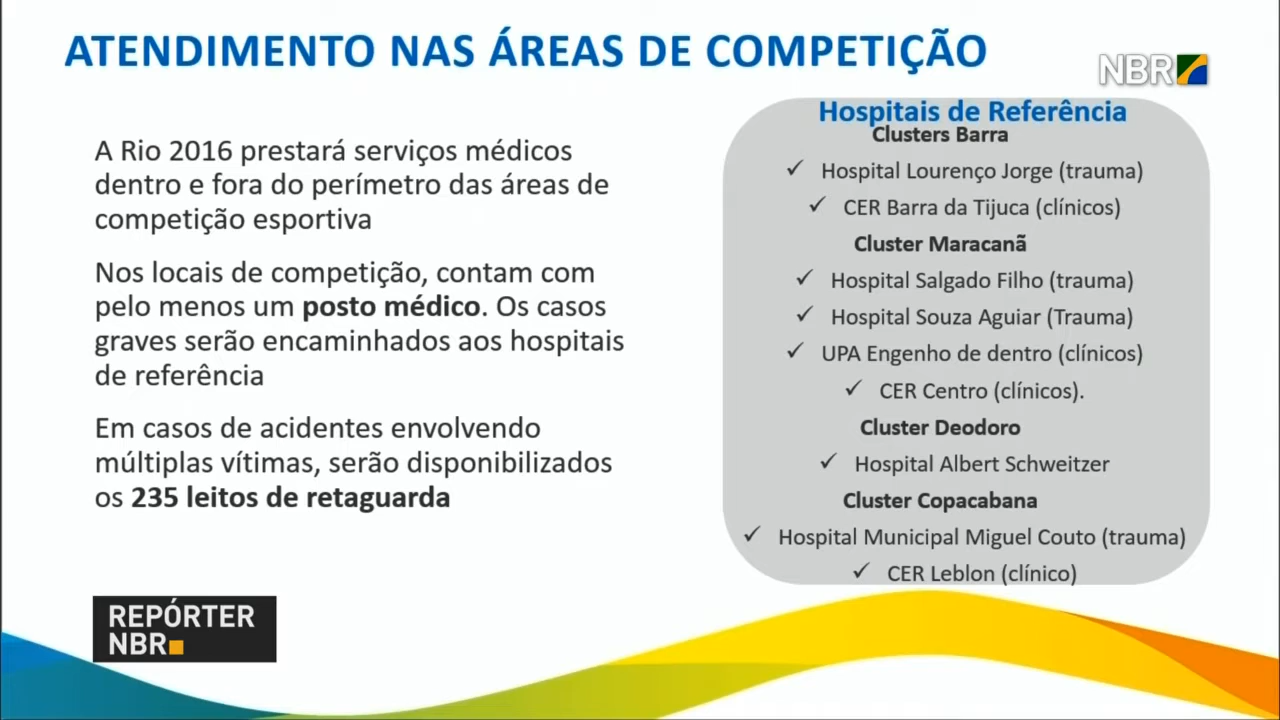 ATENDIMENTO NAS ÁREAS DE COMPETIÇÃO
NBR
A Rio 2016 prestará serviços médicos
dentro e fora do perímetro das áreas de
competição esportiva
Nos locais de competição, contam com
pelo menos um posto médico. Os casos
graves serão encaminhados aos hospitais
de referência
Em casos de acidentes envolvendo
múltiplas vítimas, serão disponibilizados
os 235 leitos de retaguarda
Hospitais de Referência
Clusters Barra
✓ Hospital Lourenço Jorge (trauma)
✓ CER Barra da Tijuca (clínicos)
Cluster Maracanã
✓ Hospital Salgado Filho (trauma)
✓ Hospital Souza Aguiar (Trauma)
✓ UPA Engenho de dentro (clínicos)
✓ CER Centro (clínicos).
Cluster Deodoro
✓ Hospital Albert Schweitzer
Cluster Copacabana
✓ Hospital Municipal Miguel Couto (trauma)
✓ CER Leblon (clínico)
REPÓRTER
NBR